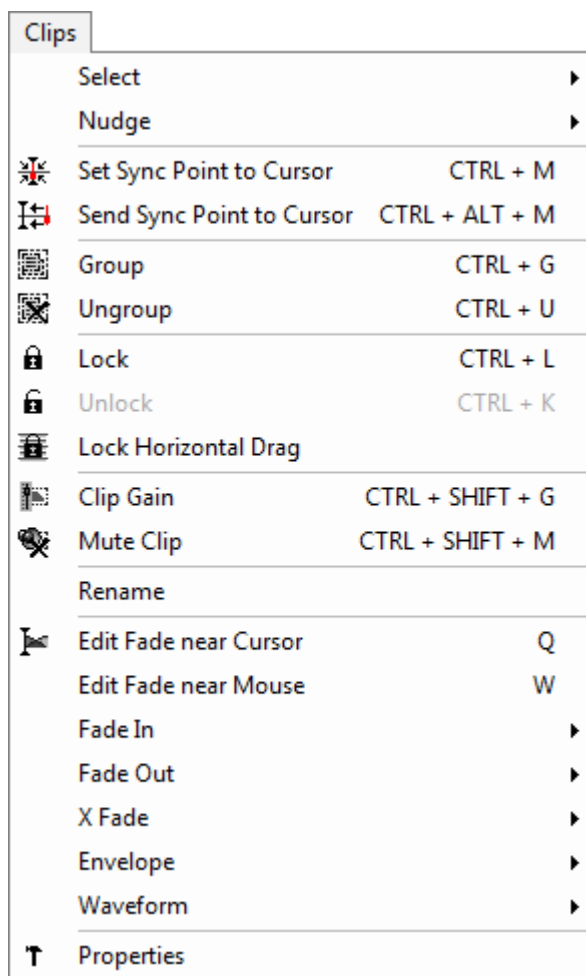 Clips
Select
Nudge
Set Sync Point to Cursor CTRL + M
Send Sync Point to Cursor CTRL + ALT + M
Group CTRL + G
Ungroup CTRL + U
Lock CTRL + L
Unlock CTRL + K
Lock Horizontal Drag
Clip Gain CTRL + SHIFT + G
Mute Clip CTRL + SHIFT + M
Rename
Edit Fade near Cursor Q
Edit Fade near Mouse W
Fade In
Fade Out
X Fade
Envelope
Waveform
Properties